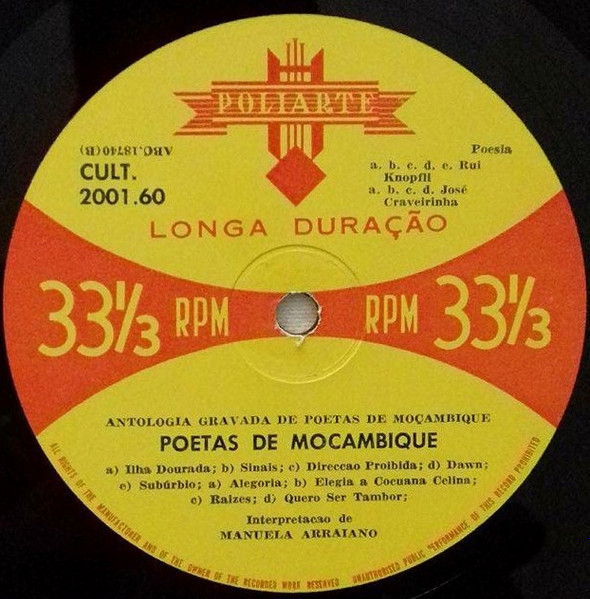 POLIARTE
ARC.18740(B)
CULT.
2001.60
Poesia
a. b. c. d. e. Rui
Knopfli
a. b. c. d. José
Craveirinha
LONGA DURAÇÃO
33⅓ RPM
RPM 33⅓
ANTOLOGIA GRAVADA DE POETAS DE MOÇAMBIQUE
POETAS DE MOCAMBIQUE
a) Ilha Dourada; b) Sinais; c) Direccao Proibida; d) Dawn;
e) Subúrbio; a) Alegoria; b) Elegia a Cocuana Celina;
c) Raizes; d) Quero Ser Tambor;
Interpretacao de
MANUELA ARRAIANO
ALL RIGHTS OF THE MANUFACTURER AND OF THE OWNER OF THE RECORDED WORK RESERVED UNAUTHORISED PUBLIC PERFORMANCE OF THIS RECORD PROHIBITED